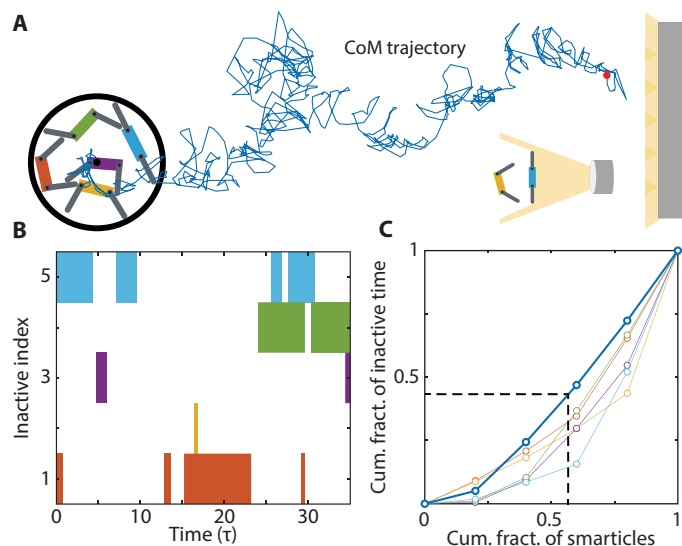 A
CoM trajectory
B
Inactive index
5
3
1
0
10
20
30
Time (τ)
C
Cum. fract. of inactive time
1
0.5
0
0.5
1
Cum. fract. of smarticles